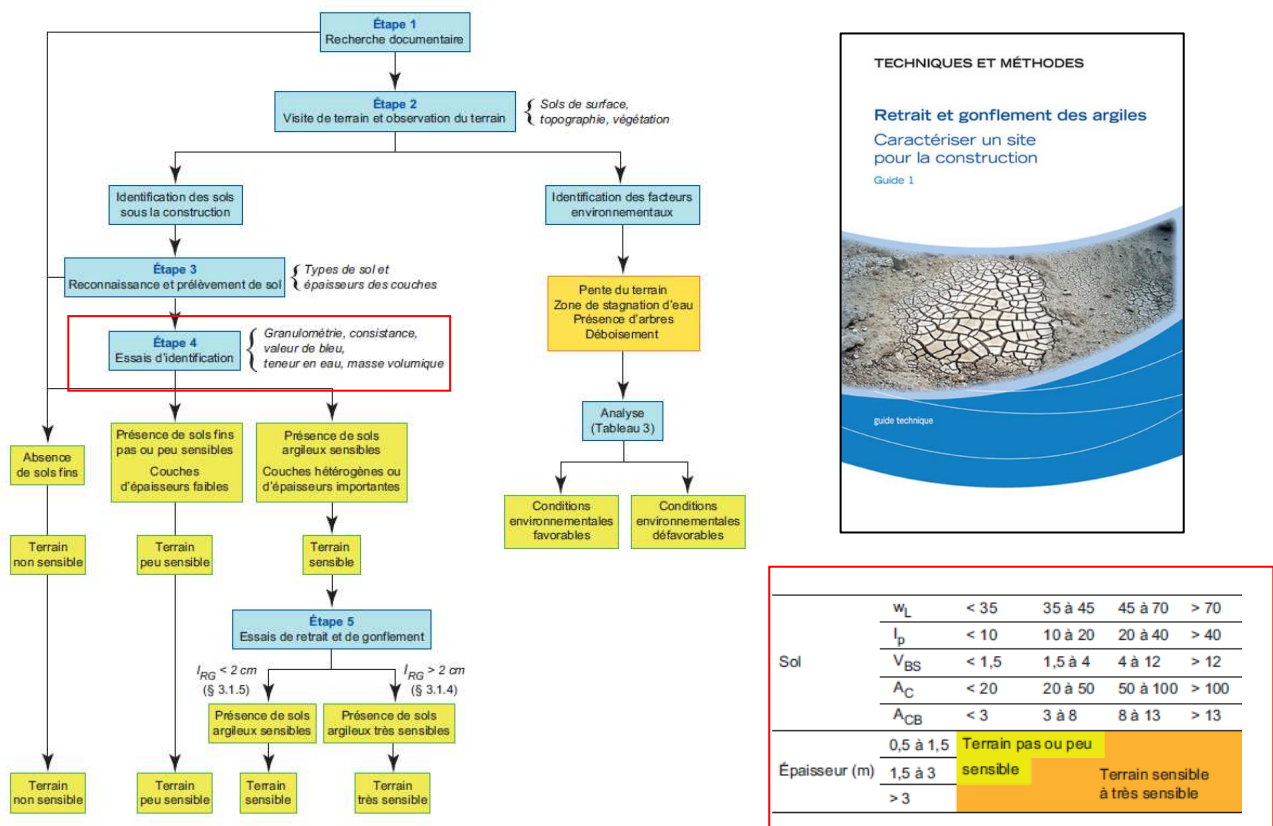 Étape 1
Recherche documentaire
Étape 2
Visite de terrain et observation du terrain
Sols de surface,
topographie, végétation
Identification des sols
sous la construction
Identification des facteurs
environnementaux
Étape 3
Reconnaissance et prélèvement de sol
Types de sol et
épaisseurs des couches
Pente du terrain
Zone de stagnation d'eau
Présence d'arbres
Déboisement
Étape 4
Essais d'identification
Granulométrie, consistance,
valeur de bleu,
teneur en eau, masse volumique
Analyse
(Tableau 3)
Absence
de sols fins
Présence de sols fins
pas ou peu sensibles
Couches
d'épaisseurs faibles
Présence de sols
argileux sensibles
Couches hétérogènes ou
d'épaisseurs importantes
Conditions
environnementales
favorables
Conditions
environnementales
défavorables
Terrain
non sensible
Terrain
peu sensible
Terrain
sensible
Étape 5
Essais de retrait et de gonflement
I_RG < 2 cm
(§ 3.1.5)
I_RG > 2 cm
(§ 3.1.4)
Présence de sols
argileux sensibles
Présence de sols
argileux très sensibles
Terrain
non sensible
Terrain
peu sensible
Terrain
sensible
Terrain
très sensible
TECHNIQUES ET MÉTHODES
Retrait et gonflement des argiles
Caractériser un site
pour la construction
Guide 1
guide technique
Sol
w_L < 35 35 à 45 45 à 70 > 70
I_p < 10 10 à 20 20 à 40 > 40
V_BS < 1,5 1,5 à 4 4 à 12 > 12
A_C < 20 20 à 50 50 à 100 > 100
A_CB < 3 3 à 8 8 à 13 > 13
Épaisseur (m)
0,5 à 1,5
1,5 à 3
> 3
Terrain pas ou peu
sensible
Terrain sensible
à très sensible